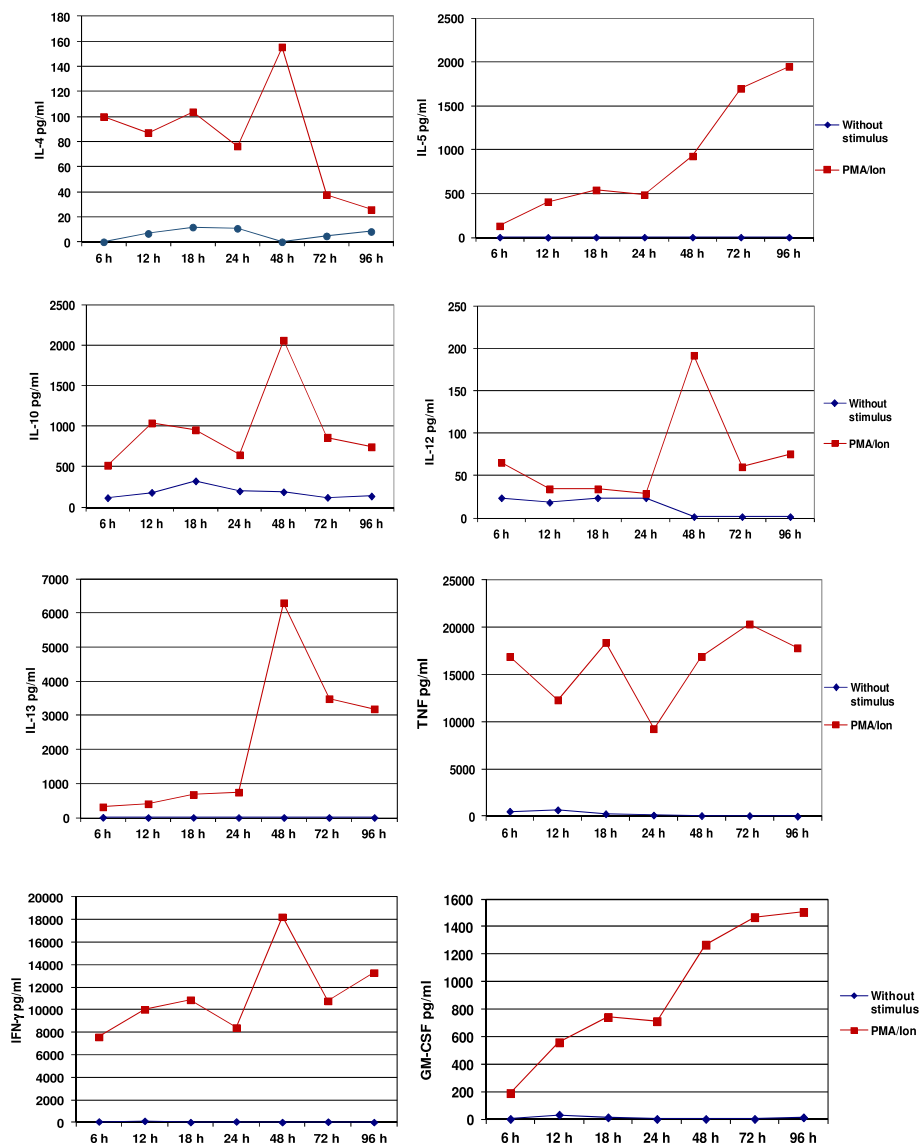 IL-4 pg/ml
180
160
140
120
100
80
60
40
20
0
6 h 12 h 18 h 24 h 48 h 72 h 96 h
IL-5 pg/ml
2500
2000
1500
1000
500
0
6 h 12 h 18 h 24 h 48 h 72 h 96 h
Without
stimulus
PMA/Ion
IL-10 pg/ml
2500
2000
1500
1000
500
0
6 h 12 h 18 h 24 h 48 h 72 h 96 h
IL-12 pg/ml
250
200
150
100
50
0
6 h 12 h 18 h 24 h 48 h 72 h 96 h
Without
stimulus
PMA/Ion
IL-13 pg/ml
7000
6000
5000
4000
3000
2000
1000
0
6 h 12 h 18 h 24 h 48 h 72 h 96 h
TNF pg/ml
25000
20000
15000
10000
5000
0
6 h 12 h 18 h 24 h 48 h 72 h 96 h
Without
stimulus
PMA/Ion
IFN-γ pg/ml
20000
18000
16000
14000
12000
10000
8000
6000
4000
2000
0
6 h 12 h 18 h 24 h 48 h 72 h 96 h
GM-CSF pg/ml
1600
1400
1200
1000
800
600
400
200
0
6 h 12 h 18 h 24 h 48 h 72 h 96 h
Without
stimulus
PMA/Ion